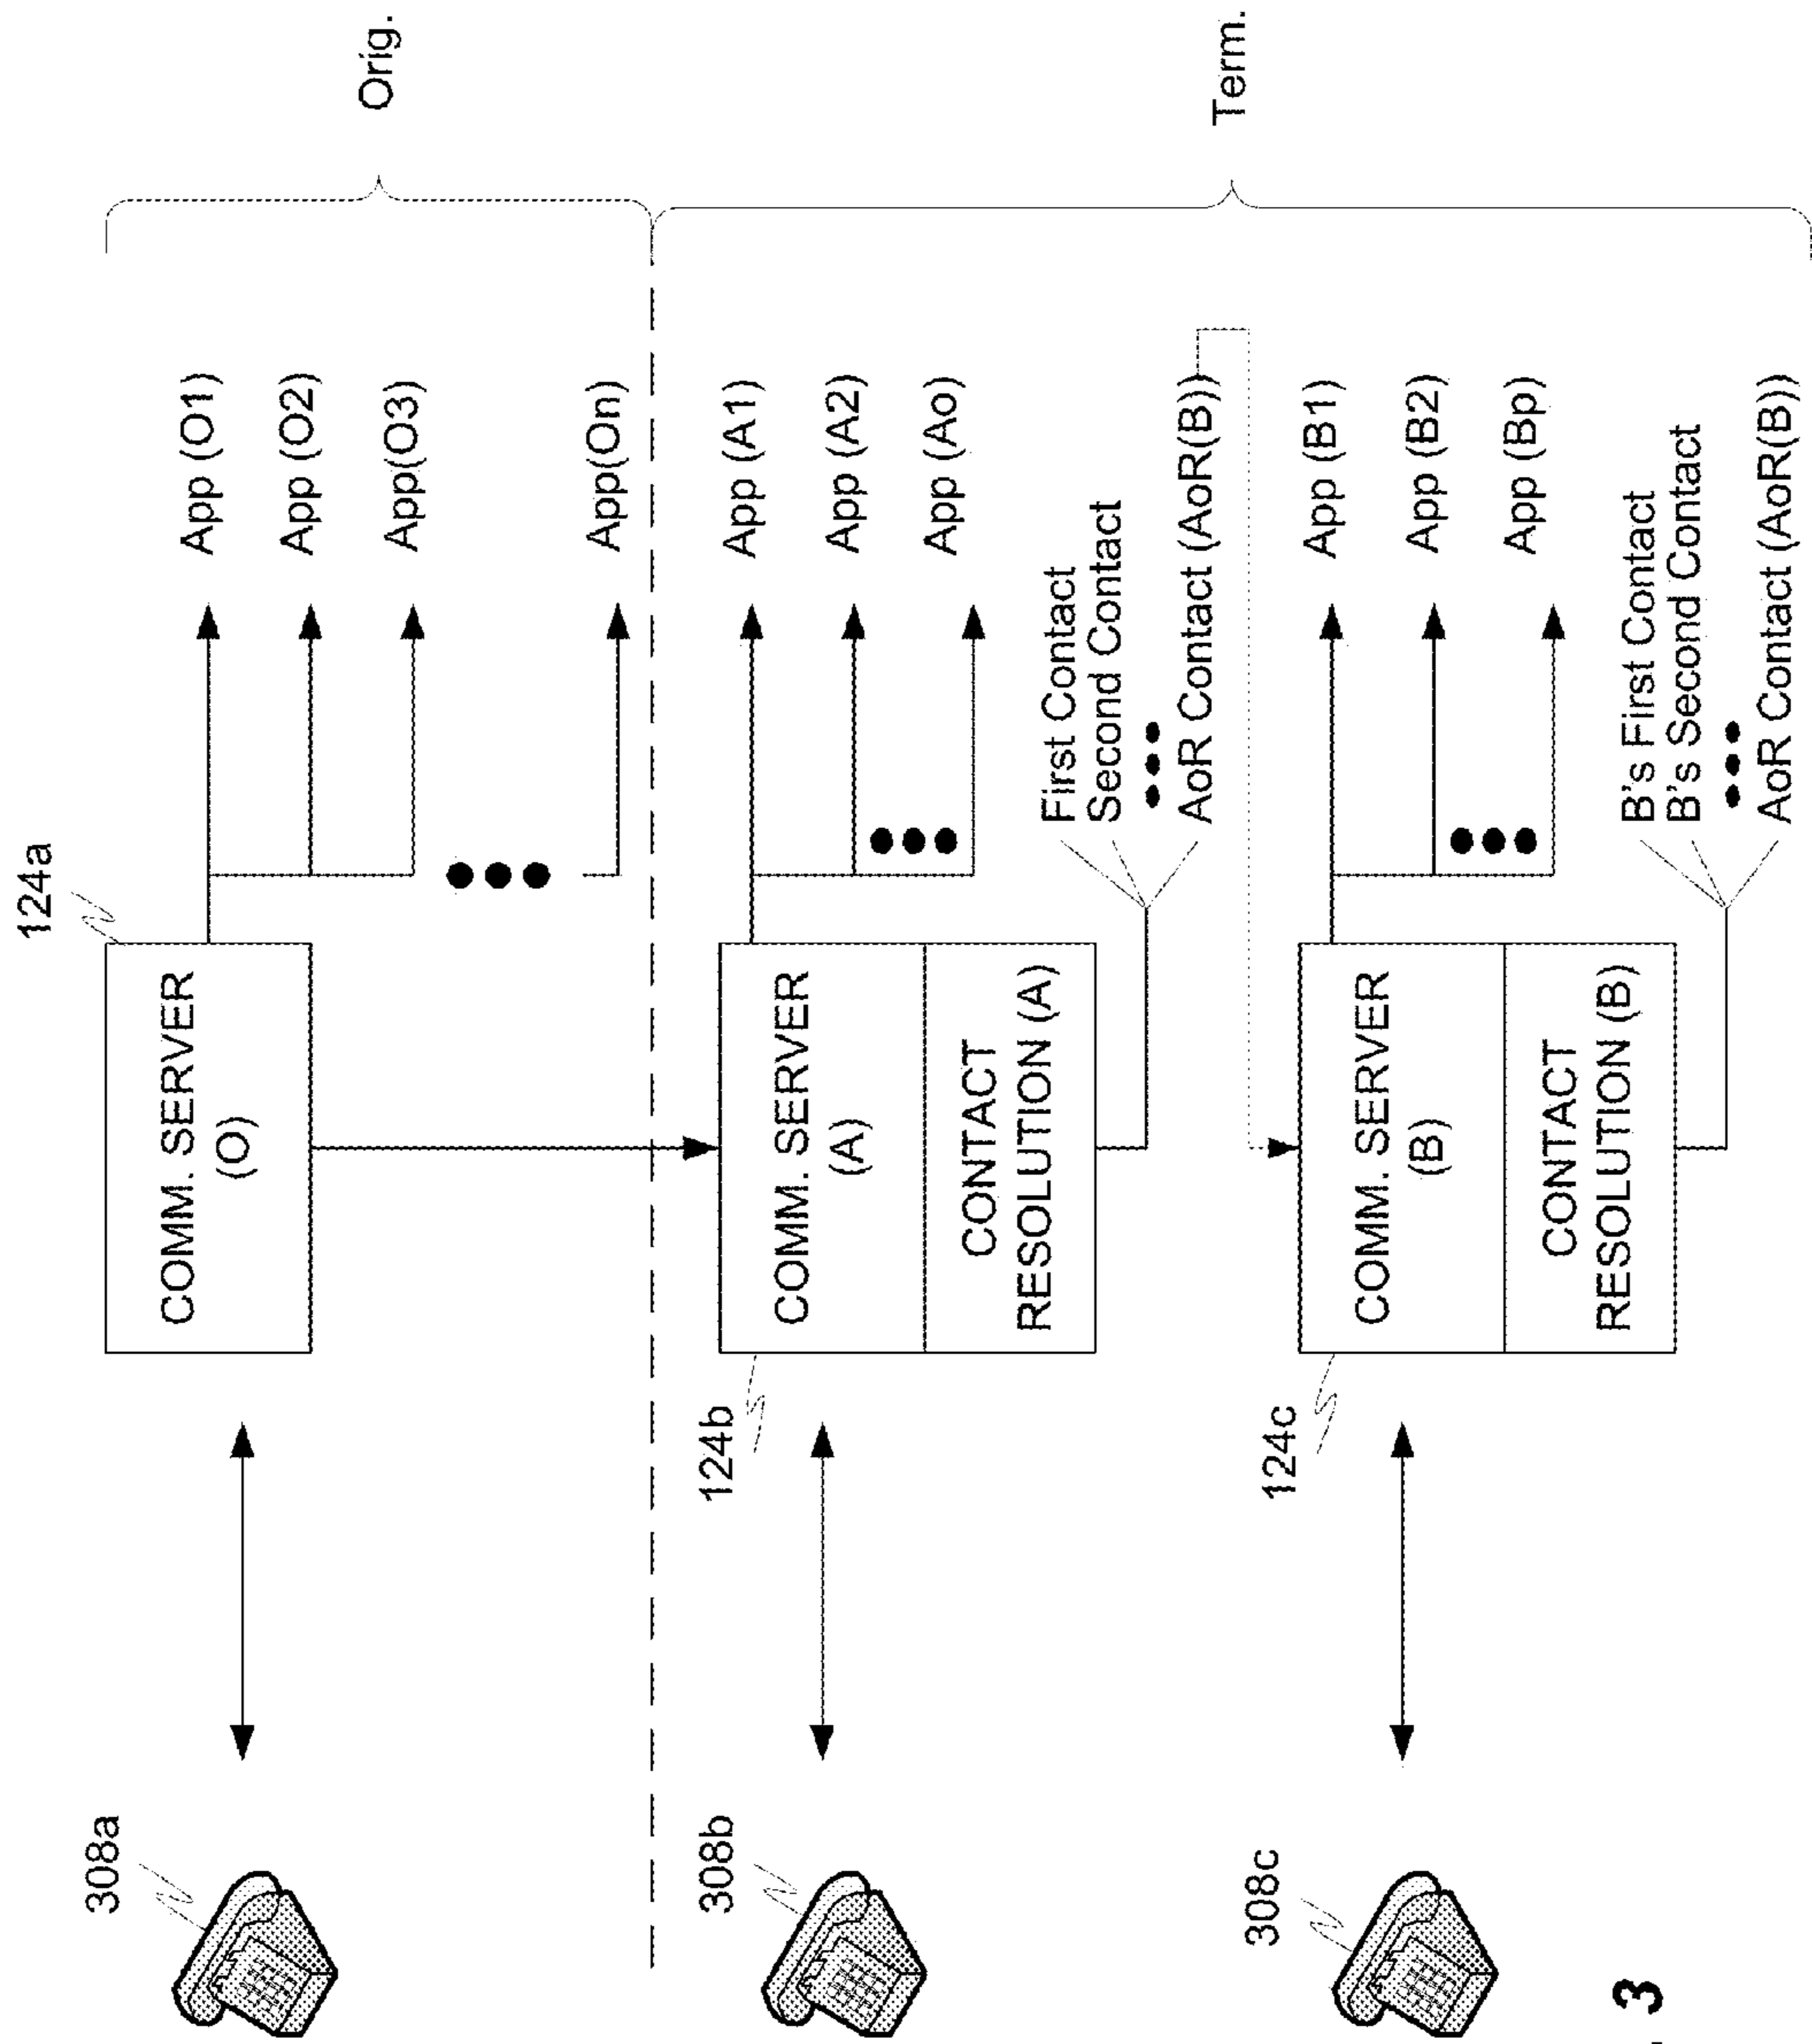 124a
308a
COMM. SERVER
(O)
App (O1)
App (O2)
App(O3)
App(On)
Orig.
124b
308b
COMM. SERVER
(A)
CONTACT
RESOLUTION (A)
App (A1)
App (A2)
App (Ao)
First Contact
Second Contact
AoR Contact (AoR(B))
Term.
124c
308c
COMM. SERVER
(B)
CONTACT
RESOLUTION (B)
App (B1)
App (B2)
App (Bp)
B's First Contact
B's Second Contact
AoR Contact (AoR(B))
3